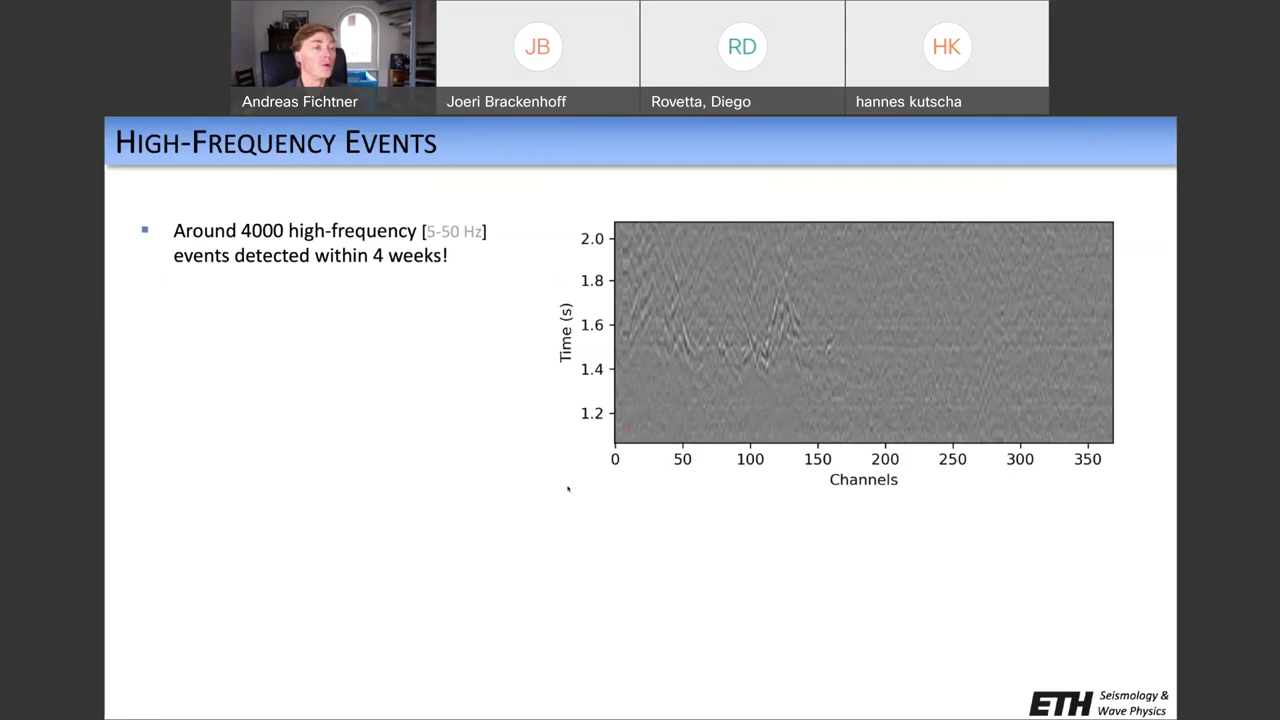 JB
RD
HK
Andreas Fichtner
Joeri Brackenhoff
Rovetta, Diego
hannes kutscha
HIGH-FREQUENCY EVENTS
Around 4000 high-frequency [5-50 Hz]
events detected within 4 weeks!
2.0
1.8
1.6
1.4
1.2
Time (s)
0 50 100 150 200 250 300 350
Channels
ETH Seismology &
Wave Physics